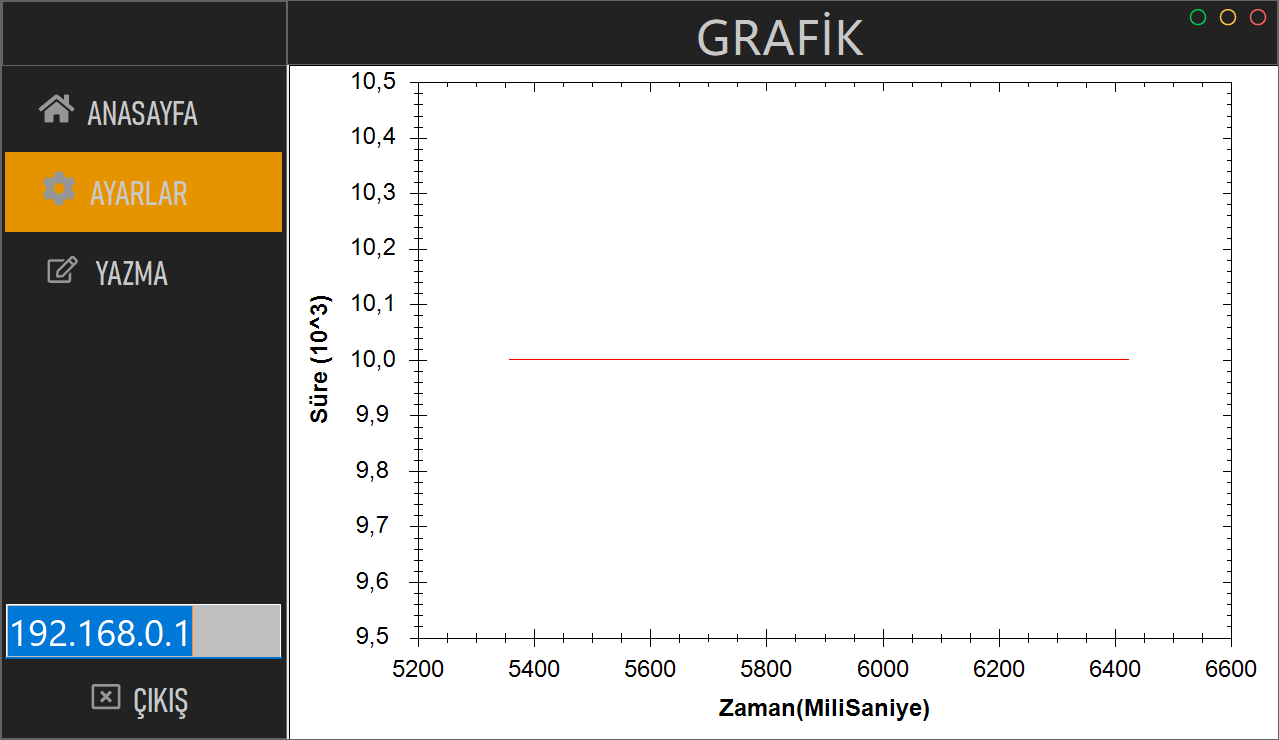 GRAFİK
ANASAYFA
AYARLAR
YAZMA
192.168.0.1
ÇIKIŞ
Süre (10^3)
10,5
10,4
10,3
10,2
10,1
10,0
9,9
9,8
9,7
9,6
9,5
5200 5400 5600 5800 6000 6200 6400 6600
Zaman(MiliSaniye)